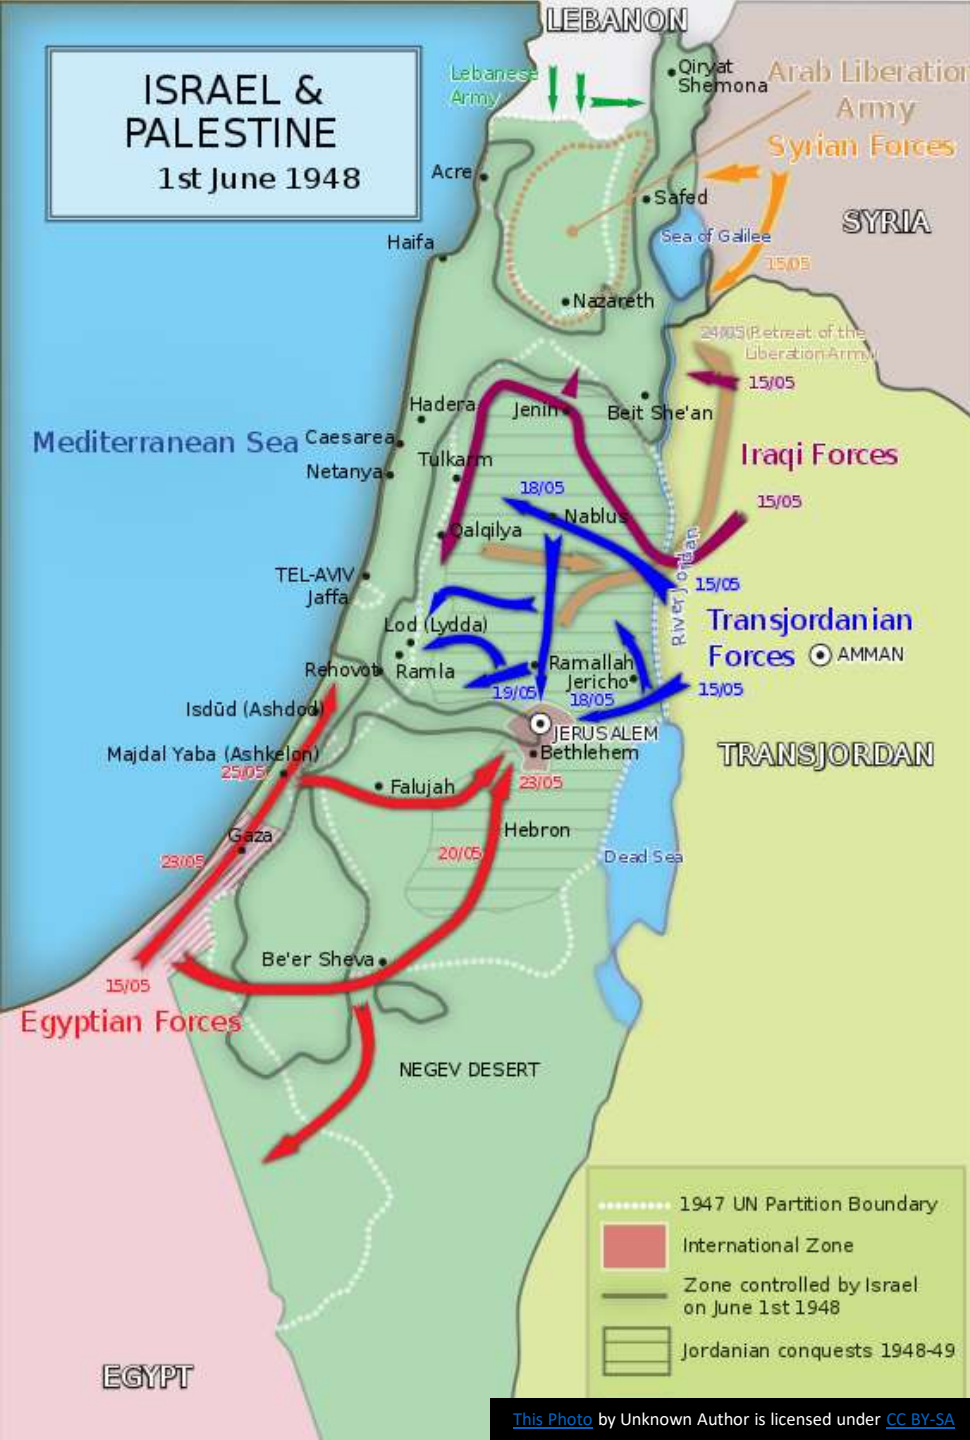 LEBANON
ISRAEL &
PALESTINE
1st June 1948
Lebanese
Army
Qiryat
Shemona
Arab Liberation
Army
Syrian Forces
Acre
Safed
SYRIA
Haifa
Sea of Galilee
15/05
Nazareth
24/05(Retreat of the
Liberation Army)
15/05
Hadera
Jenin
Beit She'an
Mediterranean Sea
Caesarea
Iraqi Forces
Netanya
Tulkarm
18/05
15/05
Nablus
Qalqilya
River Jordan
TEL-AVIV
Jaffa
15/05
Lod (Lydda)
Transjordanian
Forces
AMMAN
Rehovot
Ramla
Ramallah
Jericho
19/05
18/05
15/05
Isdūd (Ashdod)
JERUSALEM
Majdal Yaba (Ashkelon)
Bethlehem
TRANSJORDAN
25/05
Falujah
23/05
Gaza
Hebron
23/05
20/05
Dead Sea
Be'er Sheva
15/05
Egyptian Forces
NEGEV DESERT
1947 UN Partition Boundary
International Zone
Zone controlled by Israel
on June 1st 1948
Jordanian conquests 1948-49
EGYPT
This Photo by Unknown Author is licensed under CC BY-SA